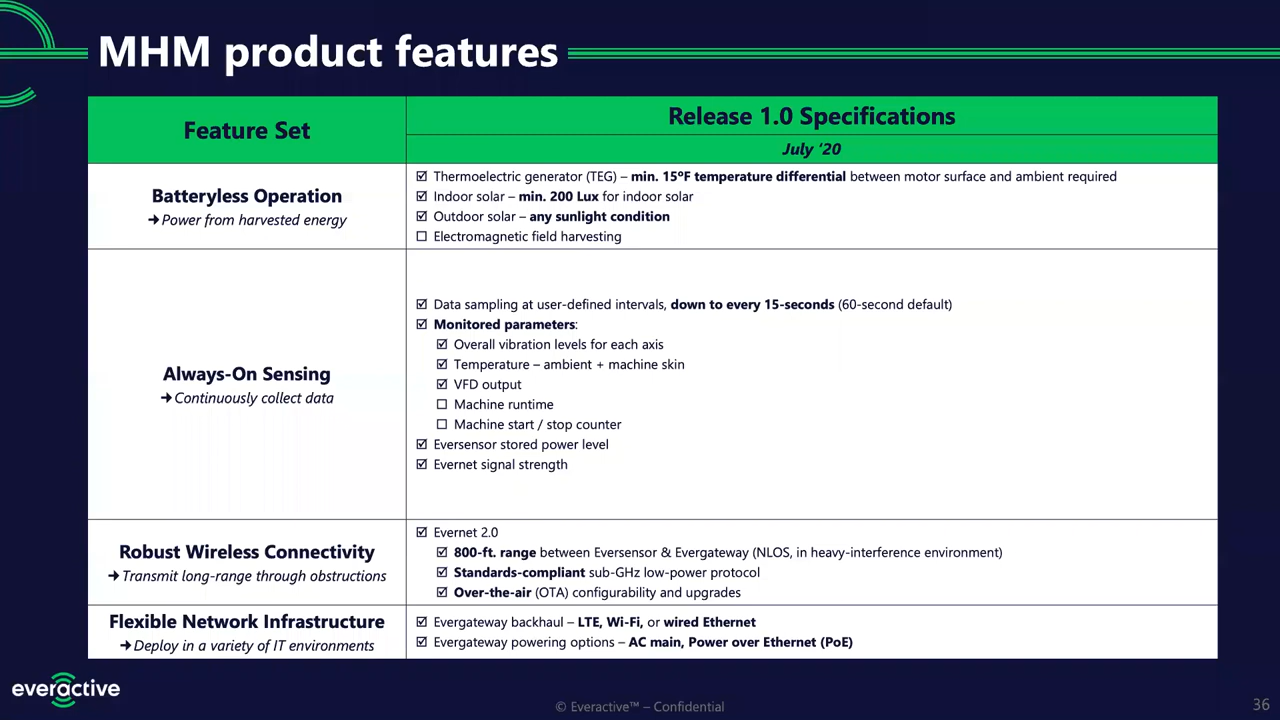 MHM product features
Feature Set
Release 1.0 Specifications
July ‘20
Batteryless Operation
➔Power from harvested energy
☑ Thermoelectric generator (TEG) – min. 15ºF temperature differential between motor surface and ambient required
☑ Indoor solar – min. 200 Lux for indoor solar
☑ Outdoor solar – any sunlight condition
☐ Electromagnetic field harvesting
Always-On Sensing
➔Continuously collect data
☑ Data sampling at user-defined intervals, down to every 15-seconds (60-second default)
☑ Monitored parameters:
☑ Overall vibration levels for each axis
☑ Temperature – ambient + machine skin
☑ VFD output
☐ Machine runtime
☐ Machine start / stop counter
☑ Eversensor stored power level
☑ Evernet signal strength
Robust Wireless Connectivity
➔Transmit long-range through obstructions
☑ Evernet 2.0
☑ 800-ft. range between Eversensor & Evergateway (NLOS, in heavy-interference environment)
☑ Standards-compliant sub-GHz low-power protocol
☑ Over-the-air (OTA) configurability and upgrades
Flexible Network Infrastructure
➔Deploy in a variety of IT environments
☑ Evergateway backhaul – LTE, Wi-Fi, or wired Ethernet
☑ Evergateway powering options – AC main, Power over Ethernet (PoE)
everactive
© Everactive™ – Confidential
36